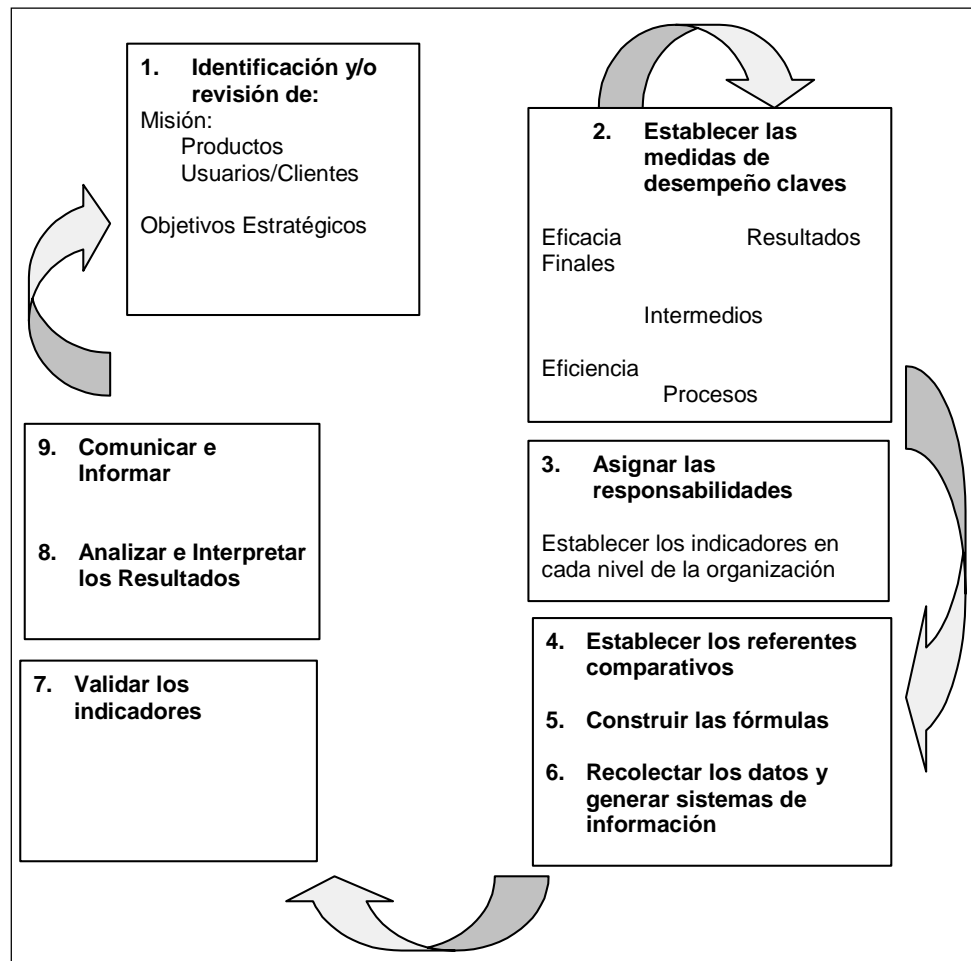 1. Identificación y/o
revisión de:
Misión:
Productos
Usuarios/Clientes
Objetivos Estratégicos
2. Establecer las
medidas de
desempeño claves
Eficacia Resultados
Finales
Intermedios
Eficiencia
Procesos
3. Asignar las
responsabilidades
Establecer los indicadores en
cada nivel de la organización
4. Establecer los referentes
comparativos
5. Construir las fórmulas
6. Recolectar los datos y
generar sistemas de
información
7. Validar los
indicadores
9. Comunicar e
Informar
8. Analizar e Interpretar
los Resultados